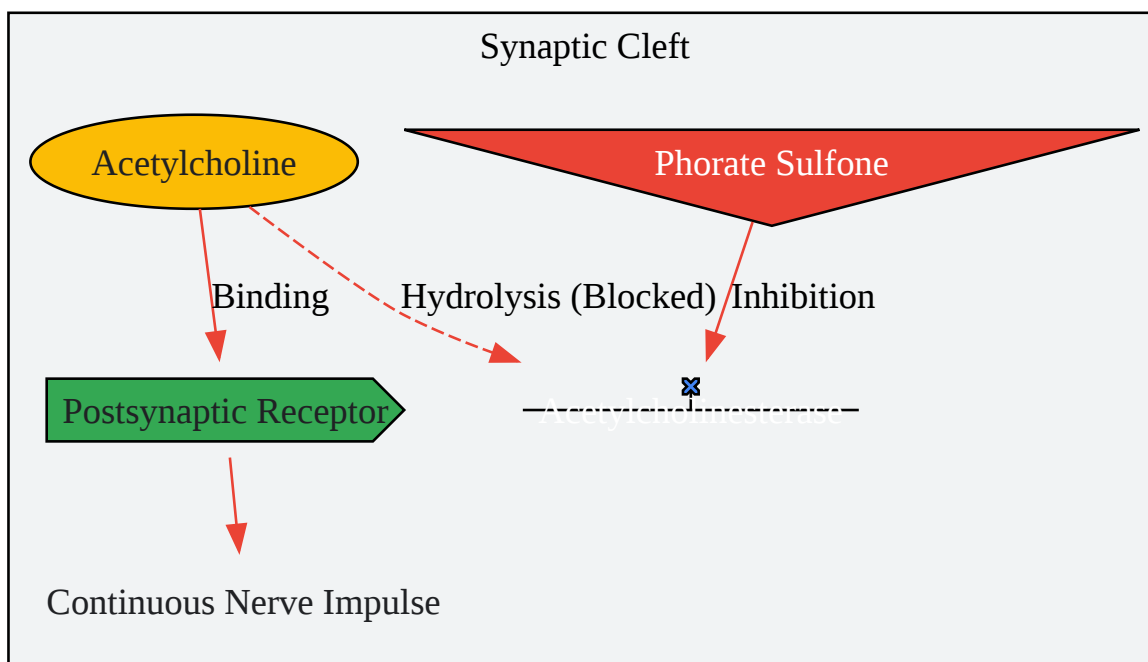 Synaptic Cleft
Acetylcholine
Phorate Sulfone
Binding
Hydrolysis (Blocked)
Inhibition
Postsynaptic Receptor
Acetylcholinesterase
Continuous Nerve Impulse